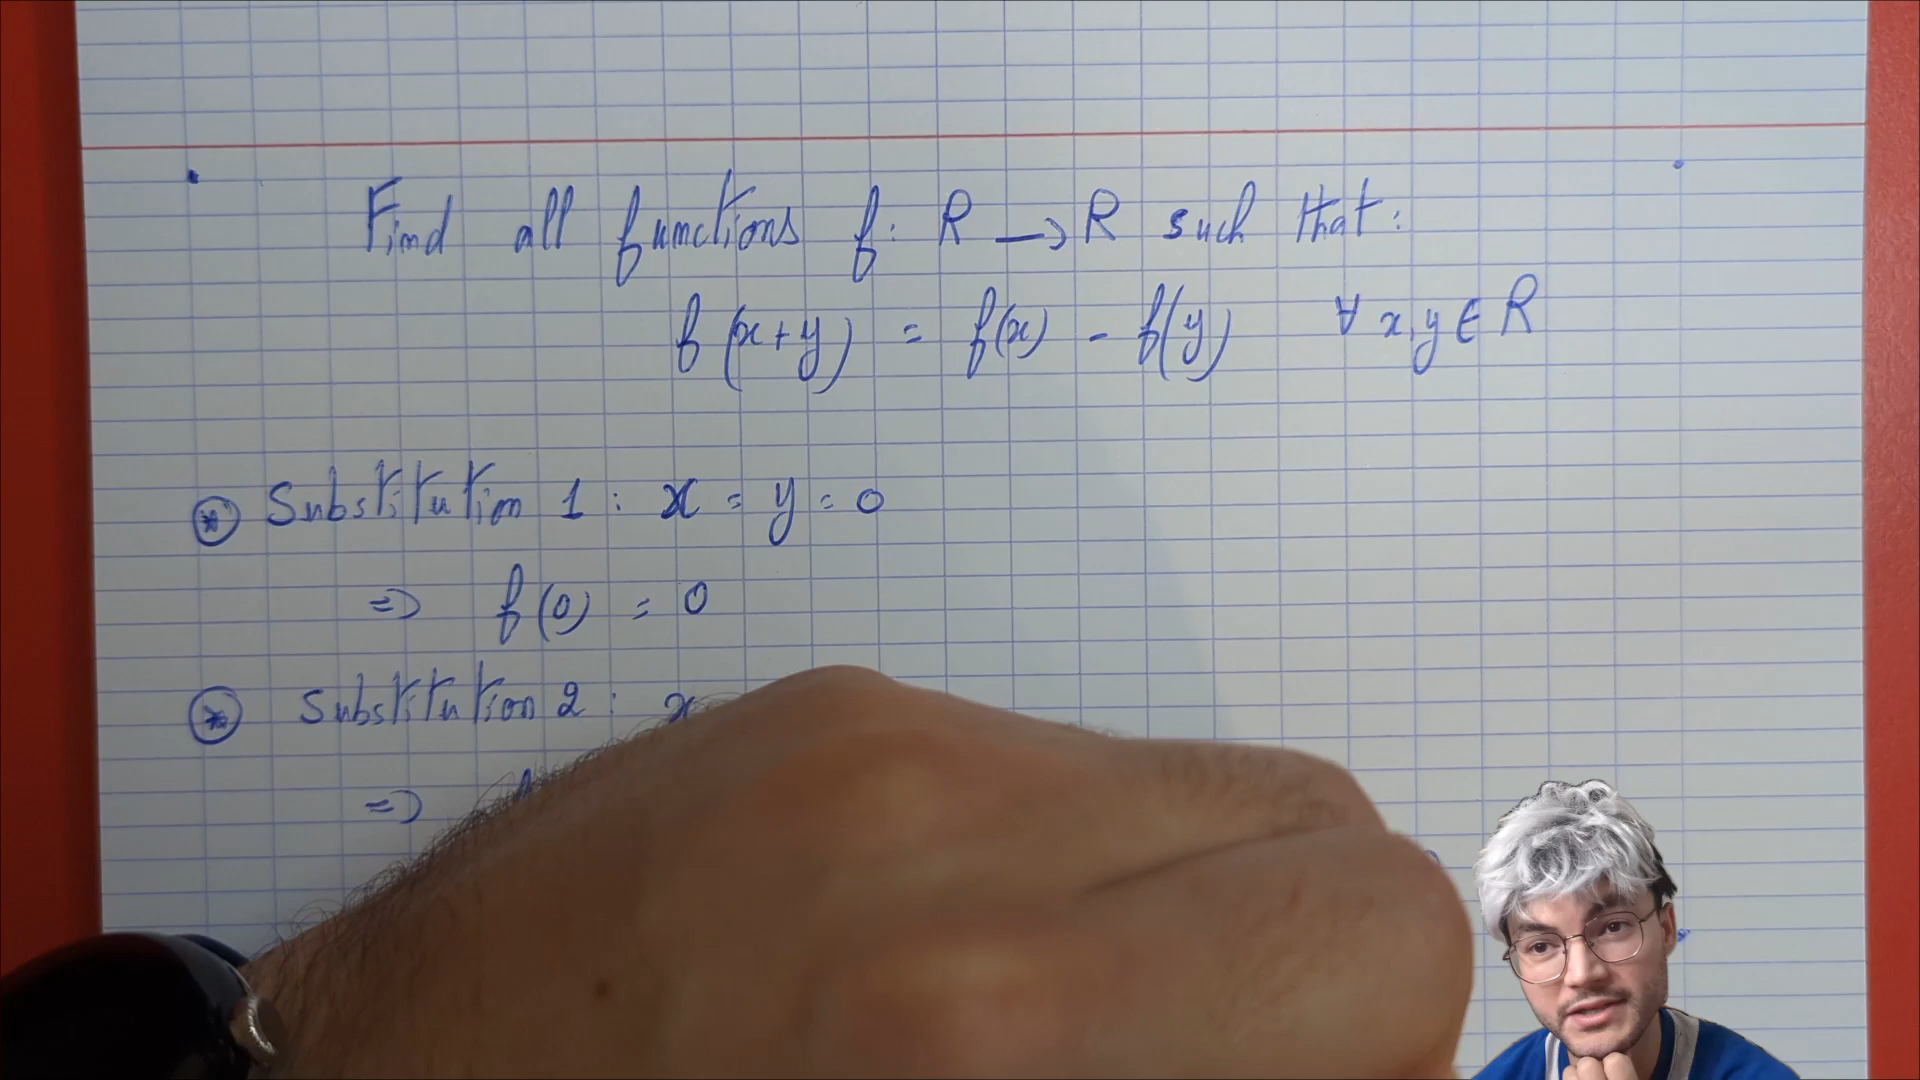 Find all functions f: R → R such that:
f(x+y) = f(x) - f(y) ∀ x, y ∈ R
⊛ Substitution 1 : x = y = 0
=> f(0) = 0
⊛ Substitution 2 : x
=>